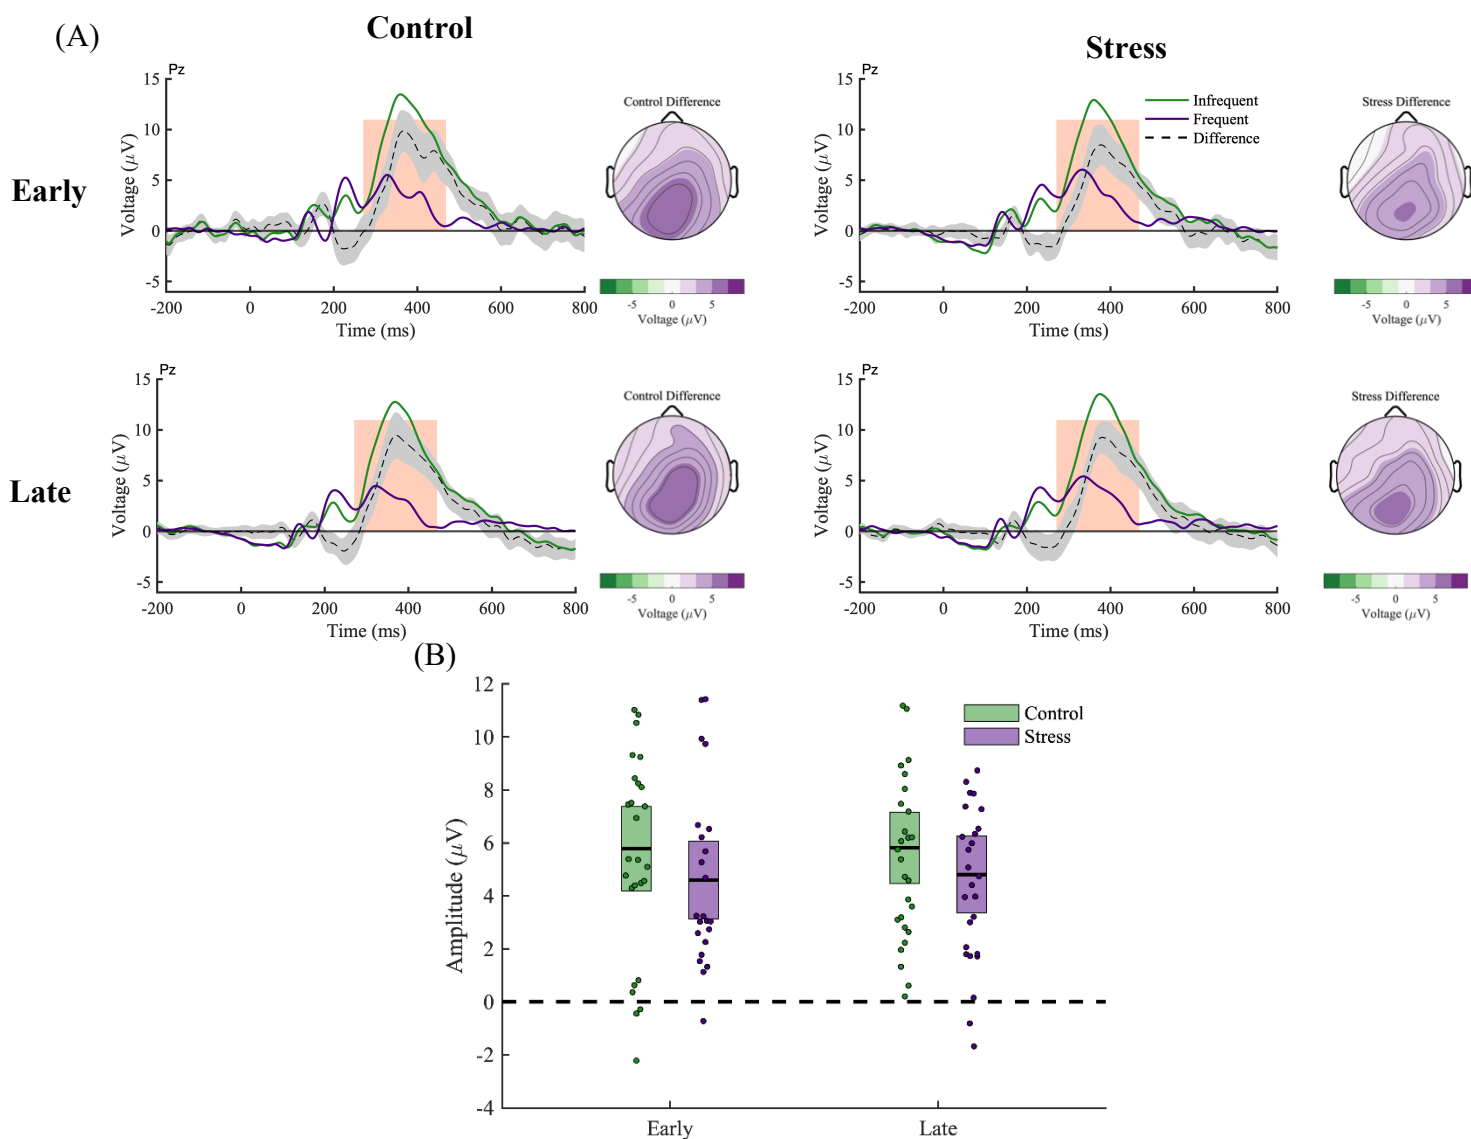 (A)
Control
Stress
Early
Pz
15
10
5
0
-5
Voltage (μV)
-200
0
200
400
600
800
Time (ms)
Control Difference
-5
0
5
Voltage (μV)
Pz
15
10
5
0
-5
Voltage (μV)
-200
0
200
400
600
800
Time (ms)
Infrequent
Frequent
Difference
Stress Difference
-5
0
5
Voltage (μV)
Late
Pz
15
10
5
0
-5
Voltage (μV)
-200
0
200
400
600
800
Time (ms)
Control Difference
-5
0
5
Voltage (μV)
Pz
15
10
5
0
-5
Voltage (μV)
-200
0
200
400
600
800
Time (ms)
Stress Difference
-5
0
5
Voltage (μV)
(B)
12
10
8
6
4
2
0
-2
-4
Amplitude (μV)
Control
Stress
Early
Late